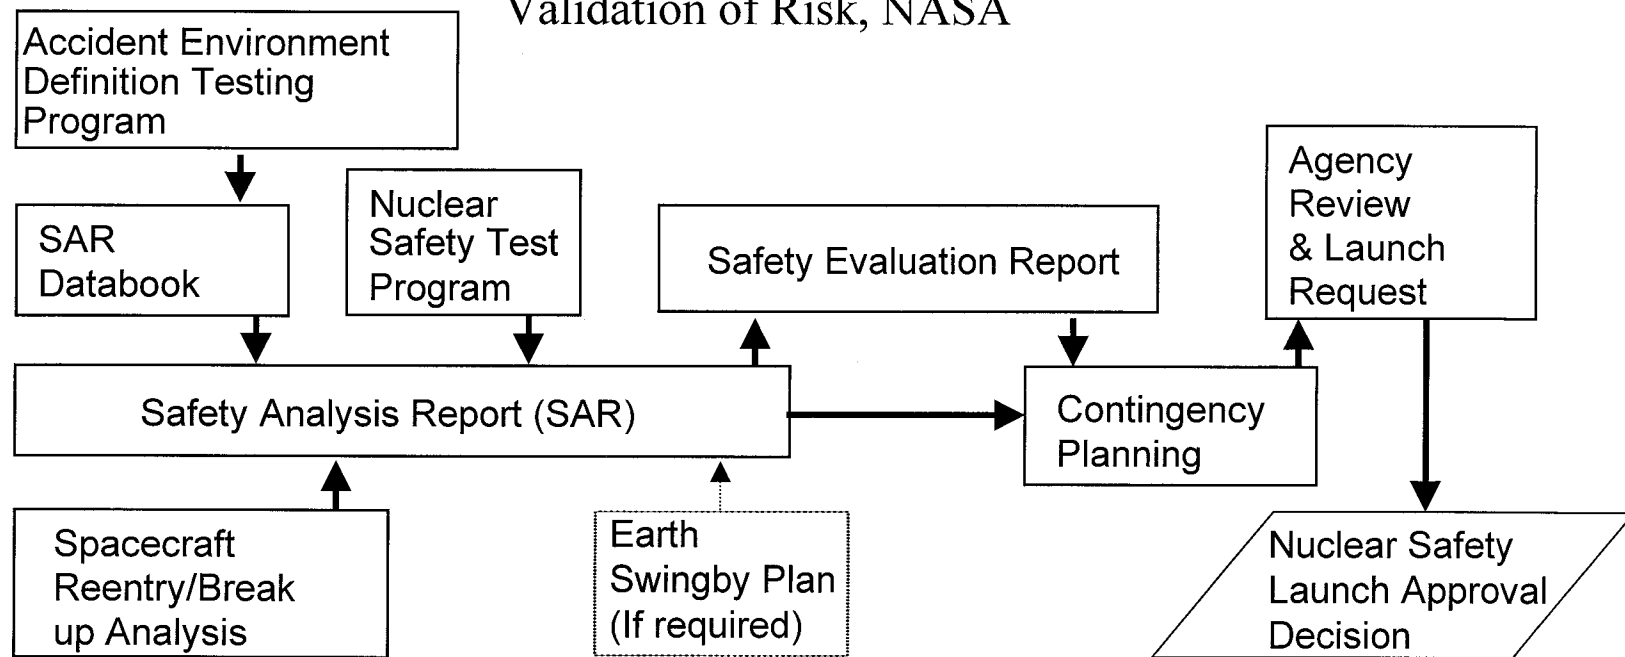 Validation of Risk, NASA
Accident Environment
Definition Testing
Program
SAR
Databook
Nuclear
Safety Test
Program
Safety Evaluation Report
Agency
Review
& Launch
Request
Safety Analysis Report (SAR)
Contingency
Planning
Spacecraft
Reentry/Break
up Analysis
Earth
Swingby Plan
(If required)
Nuclear Safety
Launch Approval
Decision